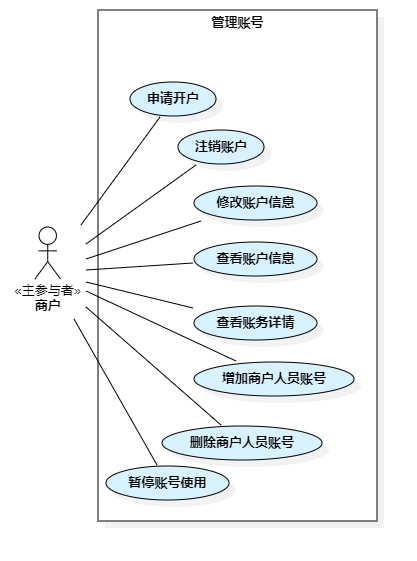 管理账号
申请开户
注销账户
修改账户信息
查看账户信息
«主参与者»
商户
查看账务详情
增加商户人员账号
删除商户人员账号
暂停账号使用